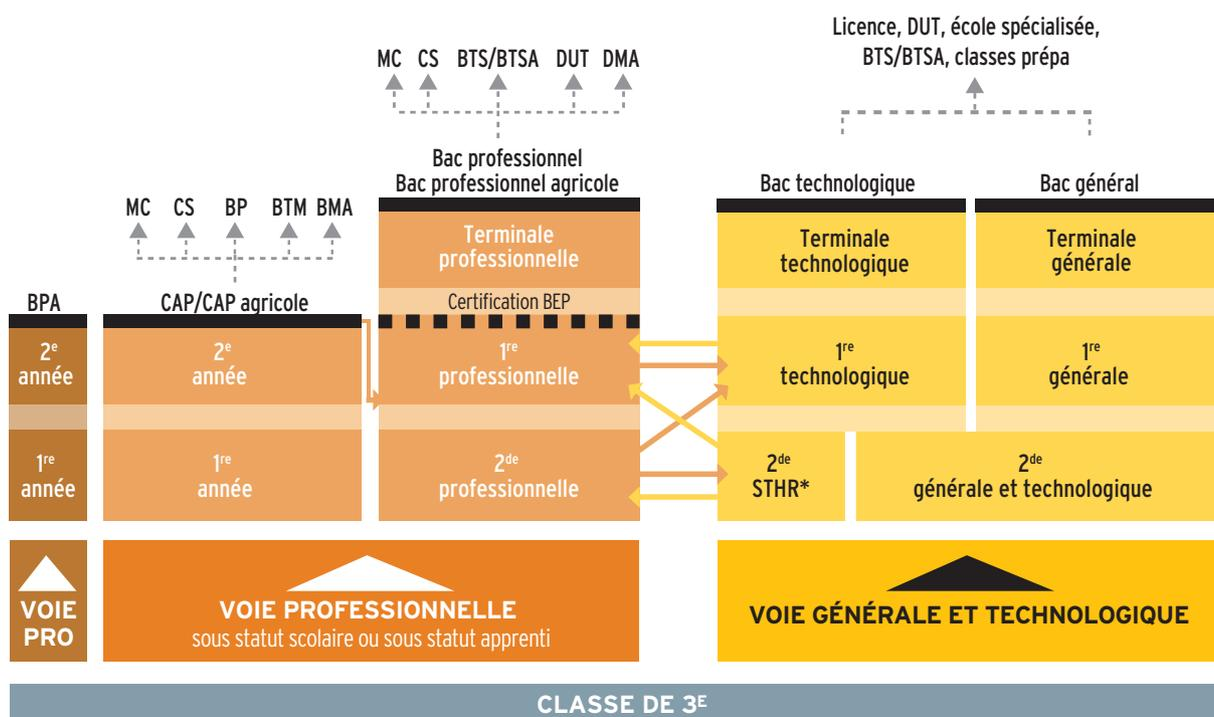 Licence, DUT, école spécialisée,
BTS/BTSA, classes prépa
MC CS BTS/BTSA DUT DMA
Bac professionnel
Bac professionnel agricole
Bac technologique
Bac général
MC CS BP BTM BMA
Terminale
professionnelle
Terminale
technologique
Terminale
générale
BPA
CAP/CAP agricole
Certification BEP
2e
année
2e
année
1re
professionnelle
1re
technologique
1re
générale
1re
année
1re
année
2de
professionnelle
2de
STHR*
2de
générale et technologique
VOIE
PRO
VOIE PROFESSIONNELLE
sous statut scolaire ou sous statut apprenti
VOIE GÉNÉRALE ET TECHNOLOGIQUE
CLASSE DE 3E